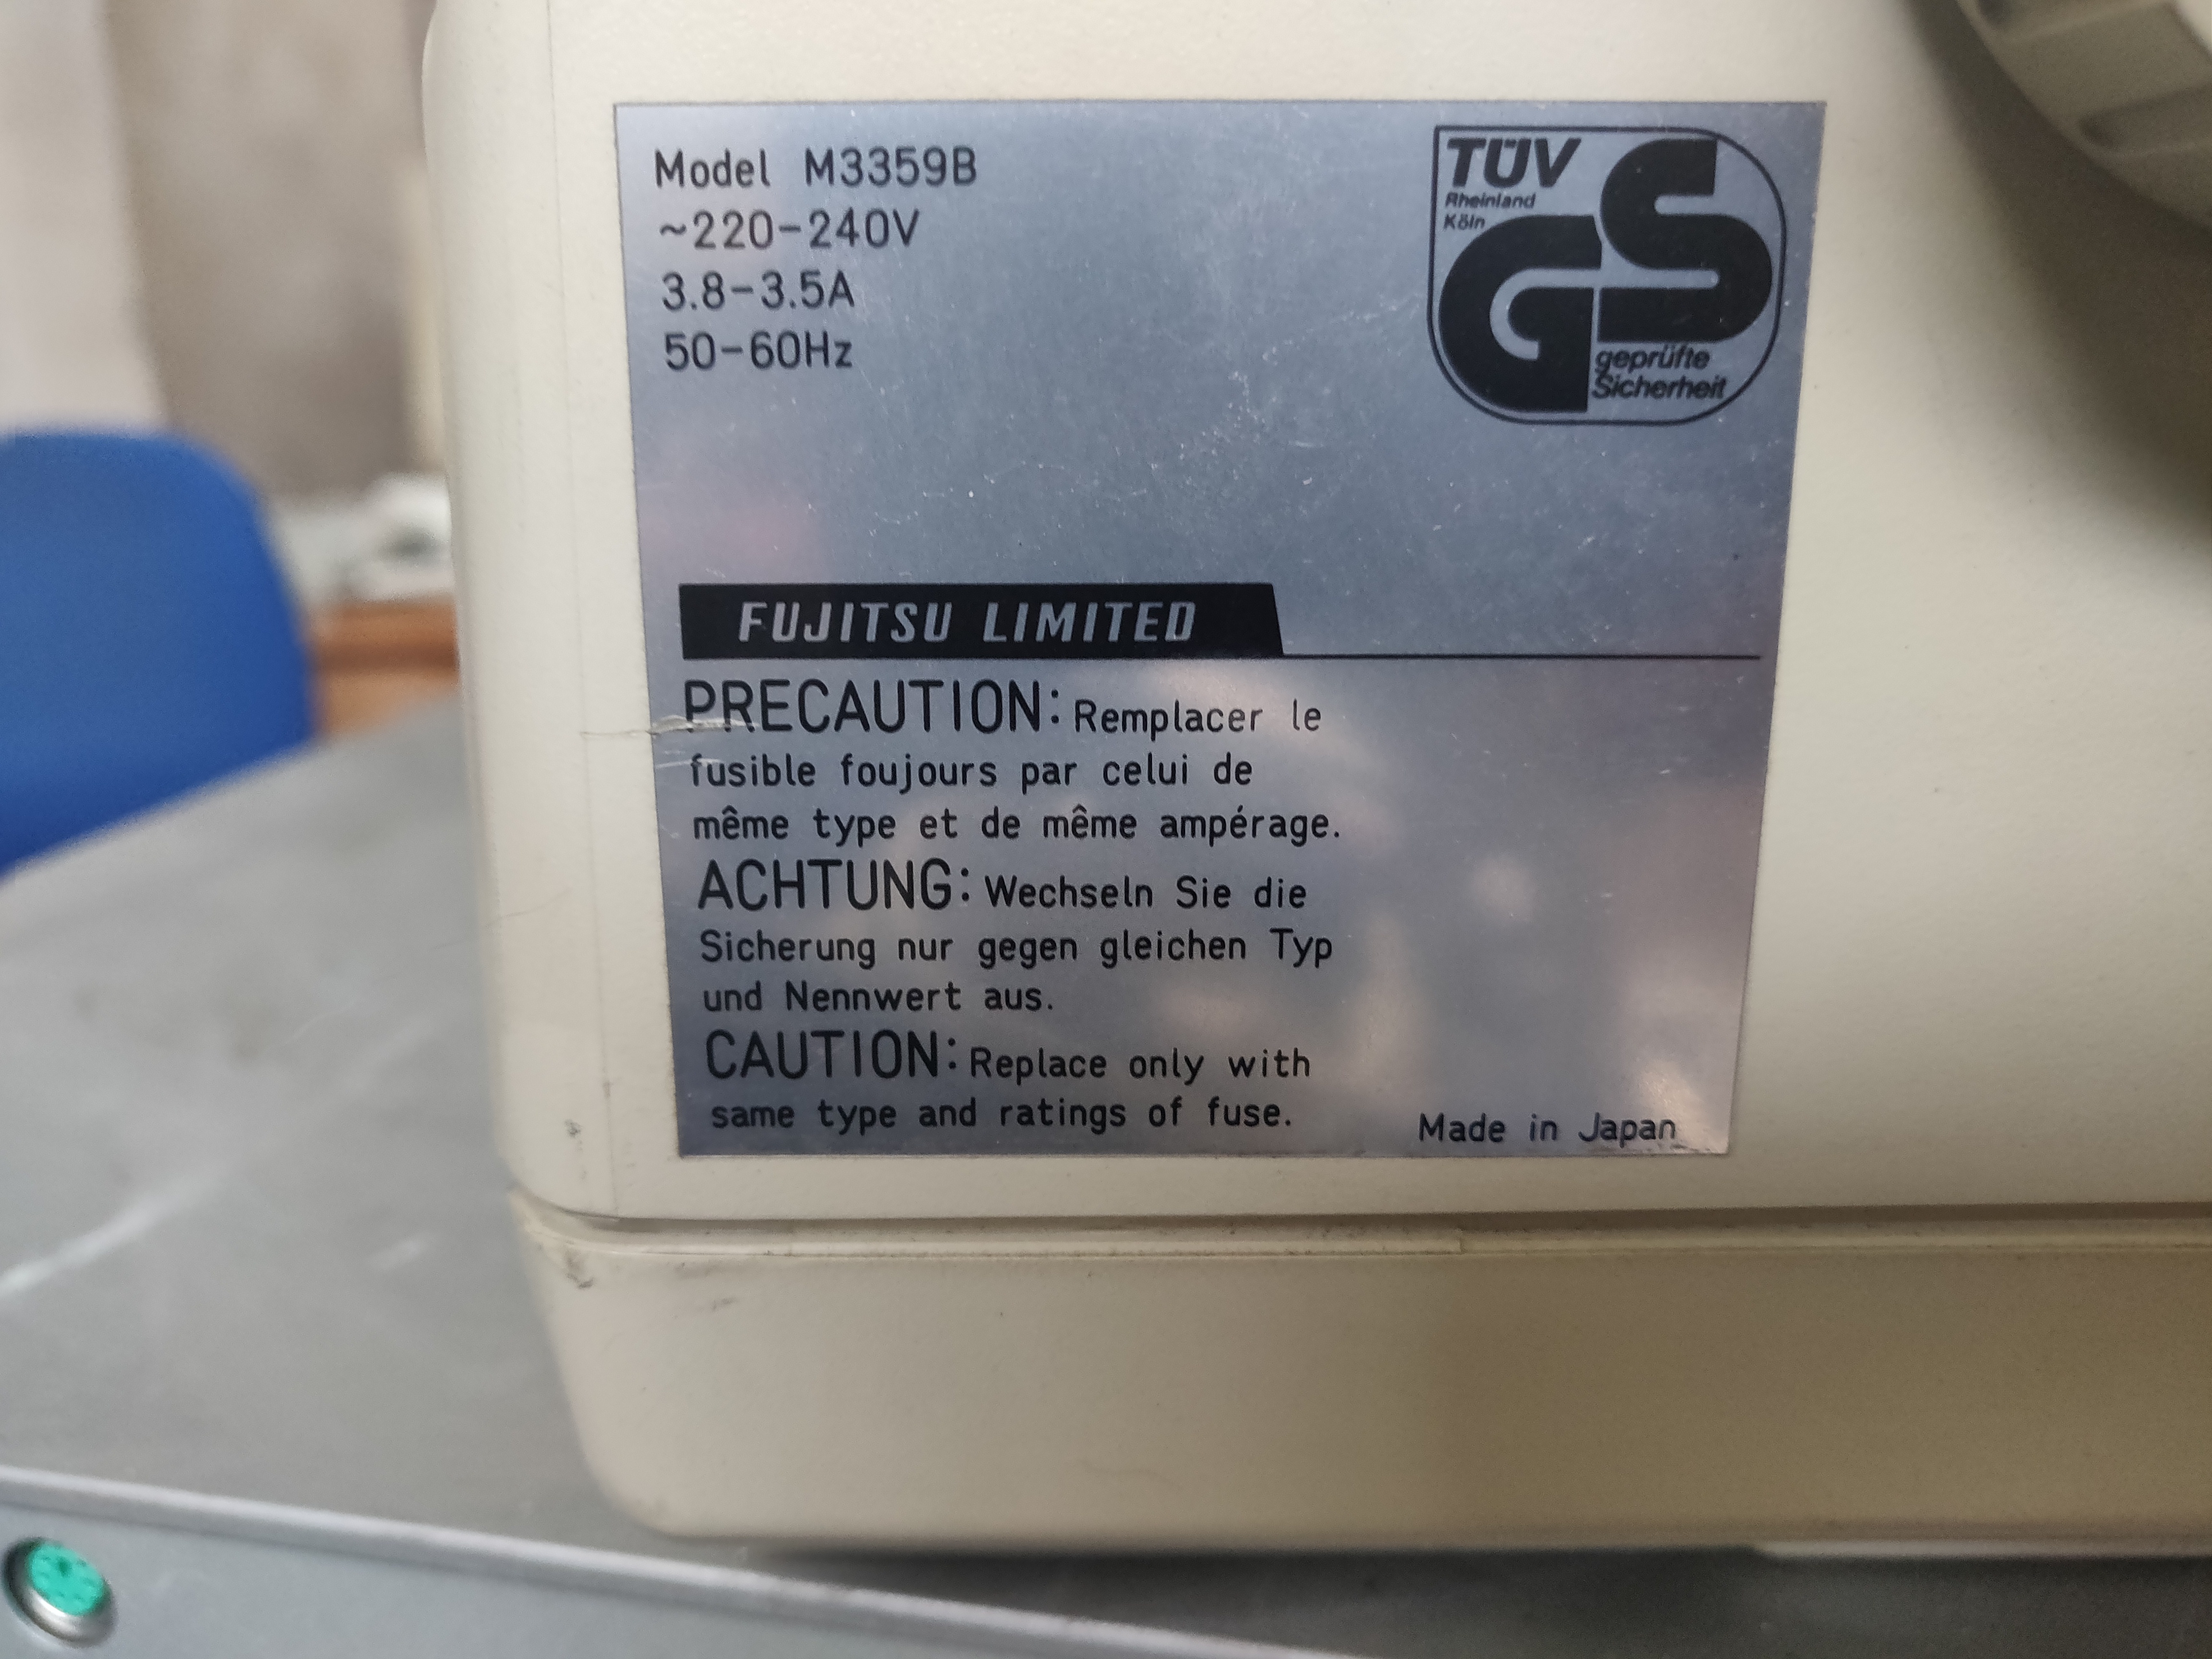 Model M3359B
~220-240V
3.8-3.5A
50-60Hz
TÜV
Rheinland
Köln
GS
geprüfte
Sicherheit
FUJITSU LIMITED
PRECAUTION: Remplacer le
fusible foujours par celui de
même type et de même ampérage.
ACHTUNG: Wechseln Sie die
Sicherung nur gegen gleichen Typ
und Nennwert aus.
CAUTION: Replace only with
same type and ratings of fuse.
Made in Japan